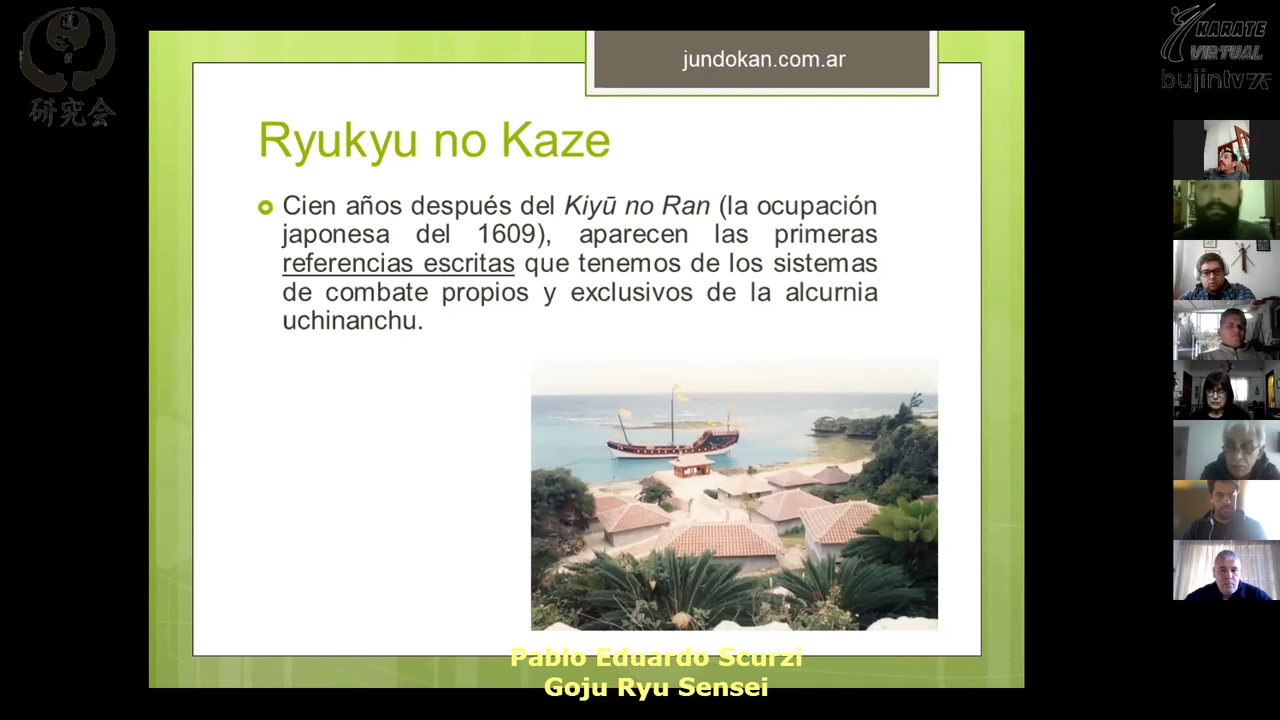 jundokan.com.ar
KARATE
VIRTUAL
bujintv
研究会
Ryukyu no Kaze
Cien años después del Kiyū no Ran (la ocupación
japonesa del 1609), aparecen las primeras
referencias escritas que tenemos de los sistemas
de combate propios y exclusivos de la alcurnia
uchinanchu.
Pablo Eduardo Scurzi
Goju Ryu Sensei